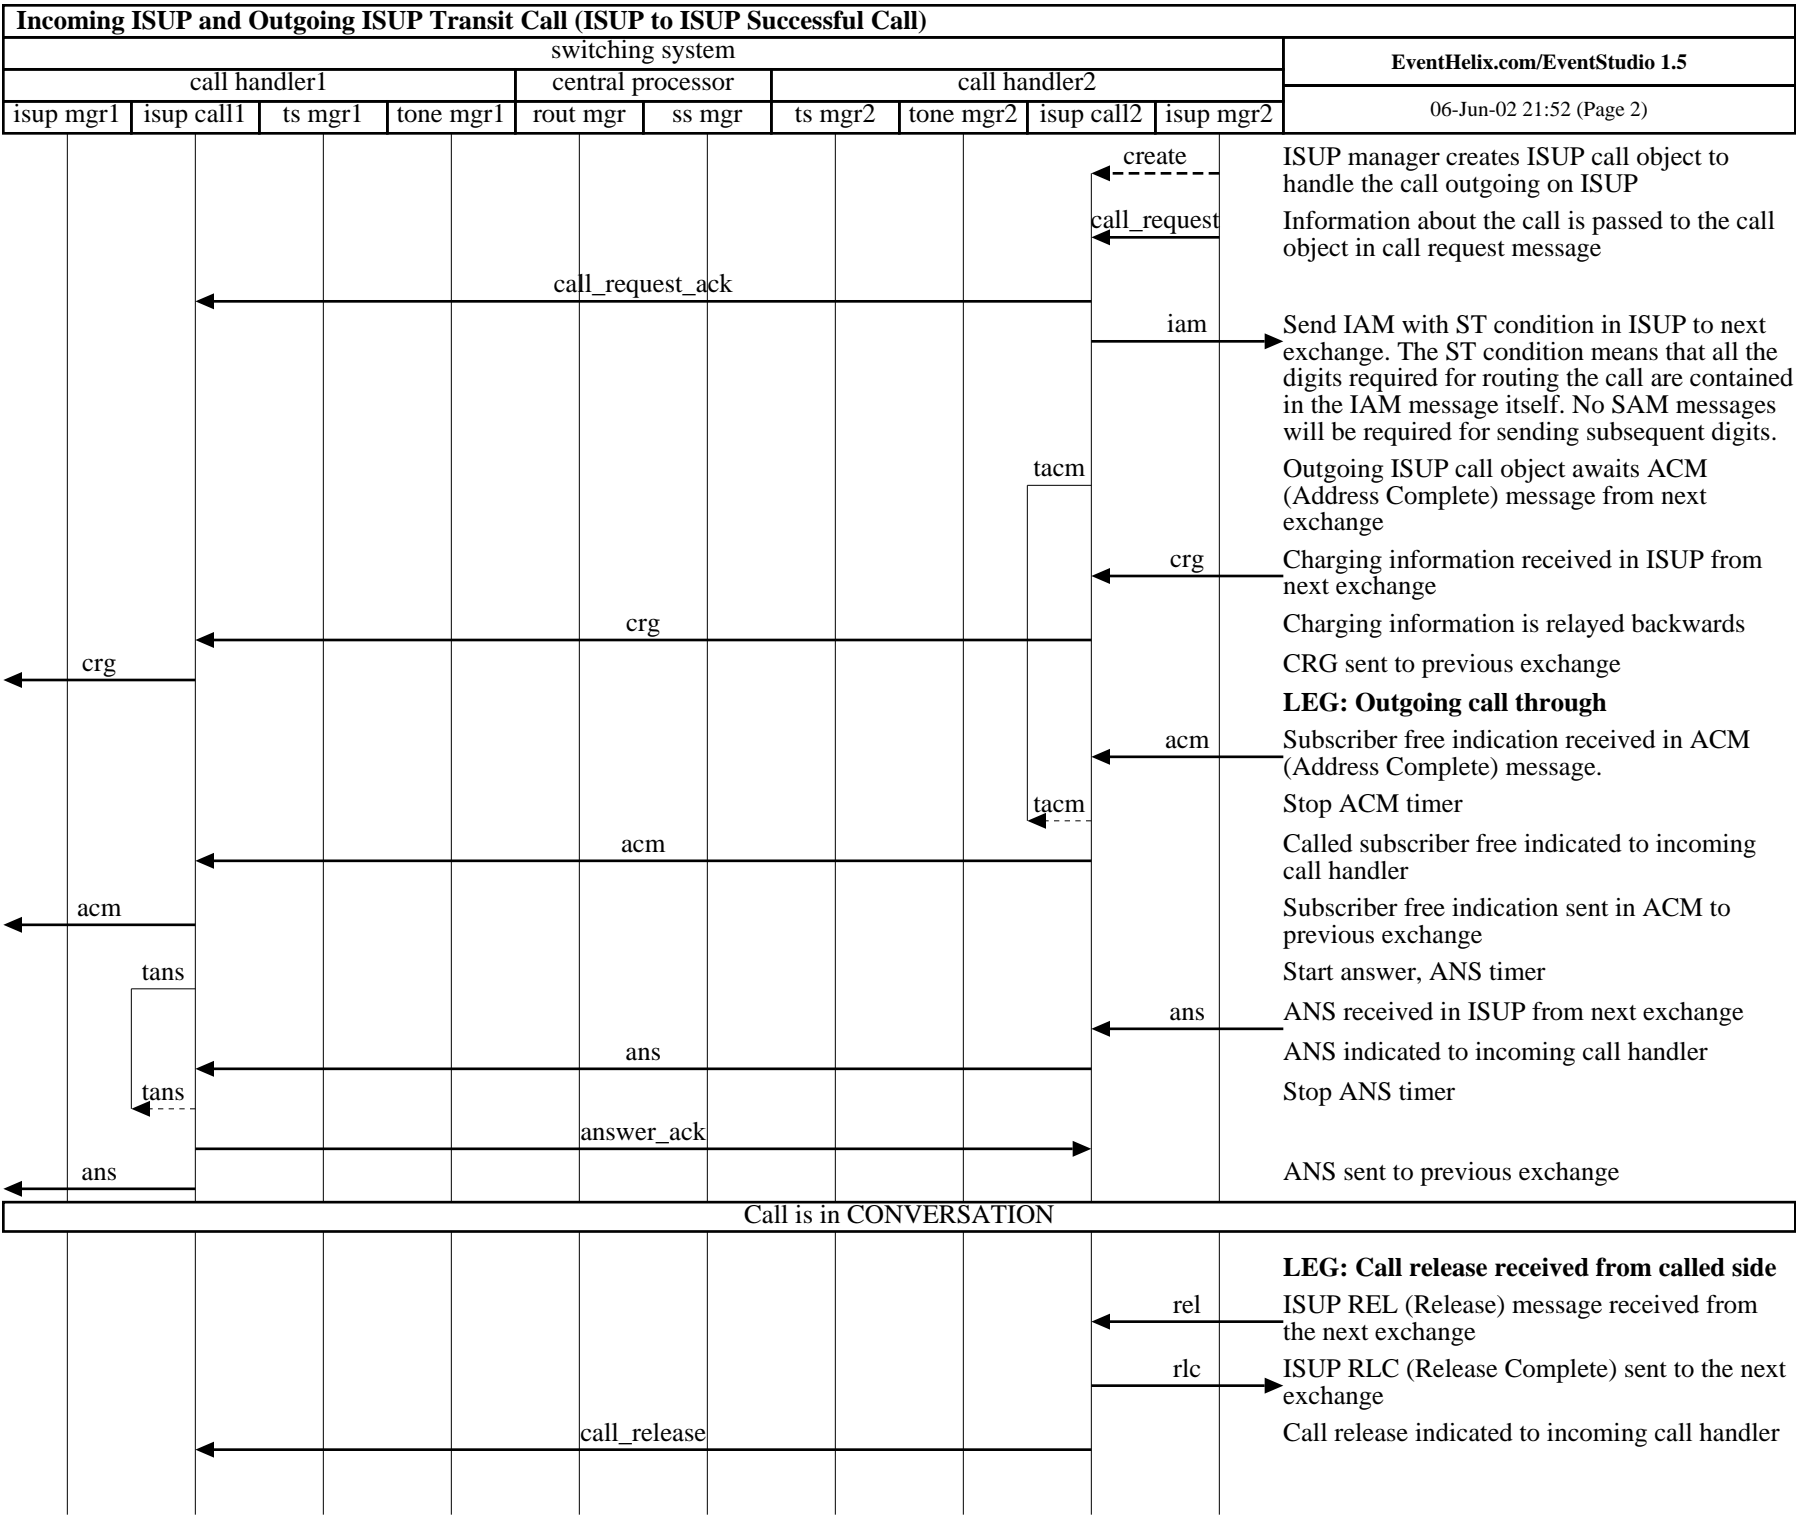 Incoming ISUP and Outgoing ISUP Transit Call (ISUP to ISUP Successful Call)
switching system
EventHelix.com/EventStudio 1.5
call handler1 central processor call handler2
isup mgr1 isup call1 ts mgr1 tone mgr1 rout mgr ss mgr ts mgr2 tone mgr2 isup call2 isup mgr2
06-Jun-02 21:52 (Page 2)
create
ISUP manager creates ISUP call object to
handle the call outgoing on ISUP
call_request
Information about the call is passed to the call
object in call request message
call_request_ack
iam
Send IAM with ST condition in ISUP to next
exchange. The ST condition means that all the
digits required for routing the call are contained
in the IAM message itself. No SAM messages
will be required for sending subsequent digits.
tacm
Outgoing ISUP call object awaits ACM
(Address Complete) message from next
exchange
crg
Charging information received in ISUP from
next exchange
crg
Charging information is relayed backwards
crg
CRG sent to previous exchange
LEG: Outgoing call through
acm
Subscriber free indication received in ACM
(Address Complete) message.
tacm
Stop ACM timer
acm
Called subscriber free indicated to incoming
call handler
acm
Subscriber free indication sent in ACM to
previous exchange
tans
Start answer, ANS timer
ans
ANS received in ISUP from next exchange
ans
ANS indicated to incoming call handler
tans
Stop ANS timer
answer_ack
ans
ANS sent to previous exchange
Call is in CONVERSATION
LEG: Call release received from called side
rel
ISUP REL (Release) message received from
the next exchange
rlc
ISUP RLC (Release Complete) sent to the next
exchange
call_release
Call release indicated to incoming call handler